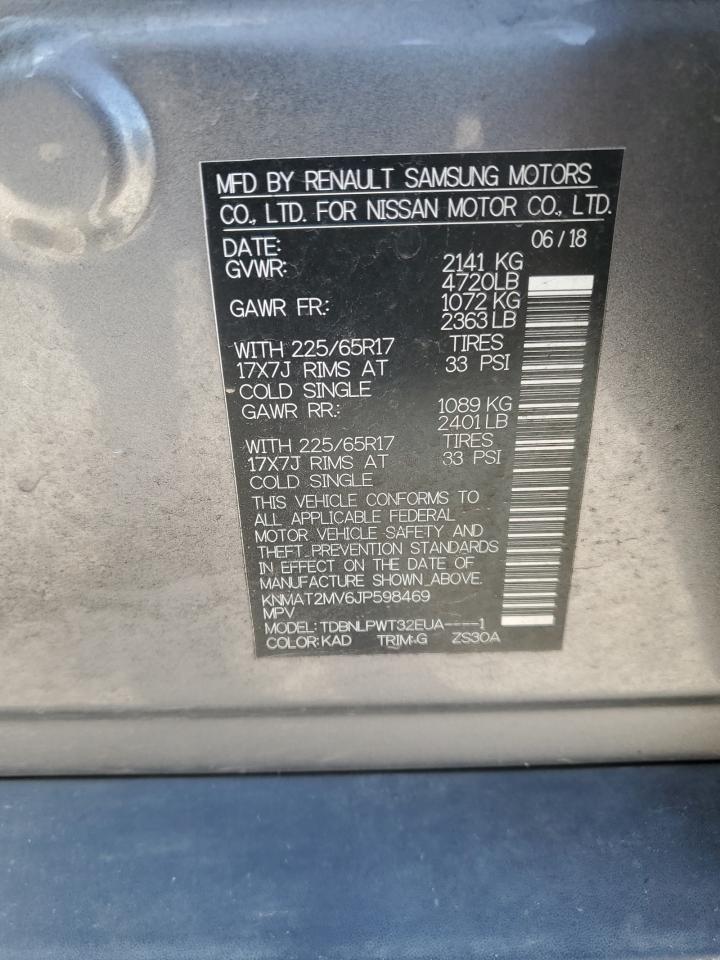 MFD BY RENAULT SAMSUNG MOTORS
CO., LTD. FOR NISSAN MOTOR CO., LTD.
DATE: 06/18
GVWR: 2141 KG
4720LB
GAWR FR: 1072 KG
2363LB
WITH 225/65R17 TIRES
17X7J RIMS AT 33 PSI
COLD SINGLE
GAWR RR: 1089 KG
2401LB
WITH 225/65R17 TIRES
17X7J RIMS AT 33 PSI
COLD SINGLE
THIS VEHICLE CONFORMS TO
ALL APPLICABLE FEDERAL
MOTOR VEHICLE SAFETY AND
THEFT PREVENTION STANDARDS
IN EFFECT ON THE DATE OF
MANUFACTURE SHOWN ABOVE.
KNMAT2MV6JP598469
MPV
MODEL: TDBNLPWT32EUA----1
COLOR: KAD TRIM: G ZS30A